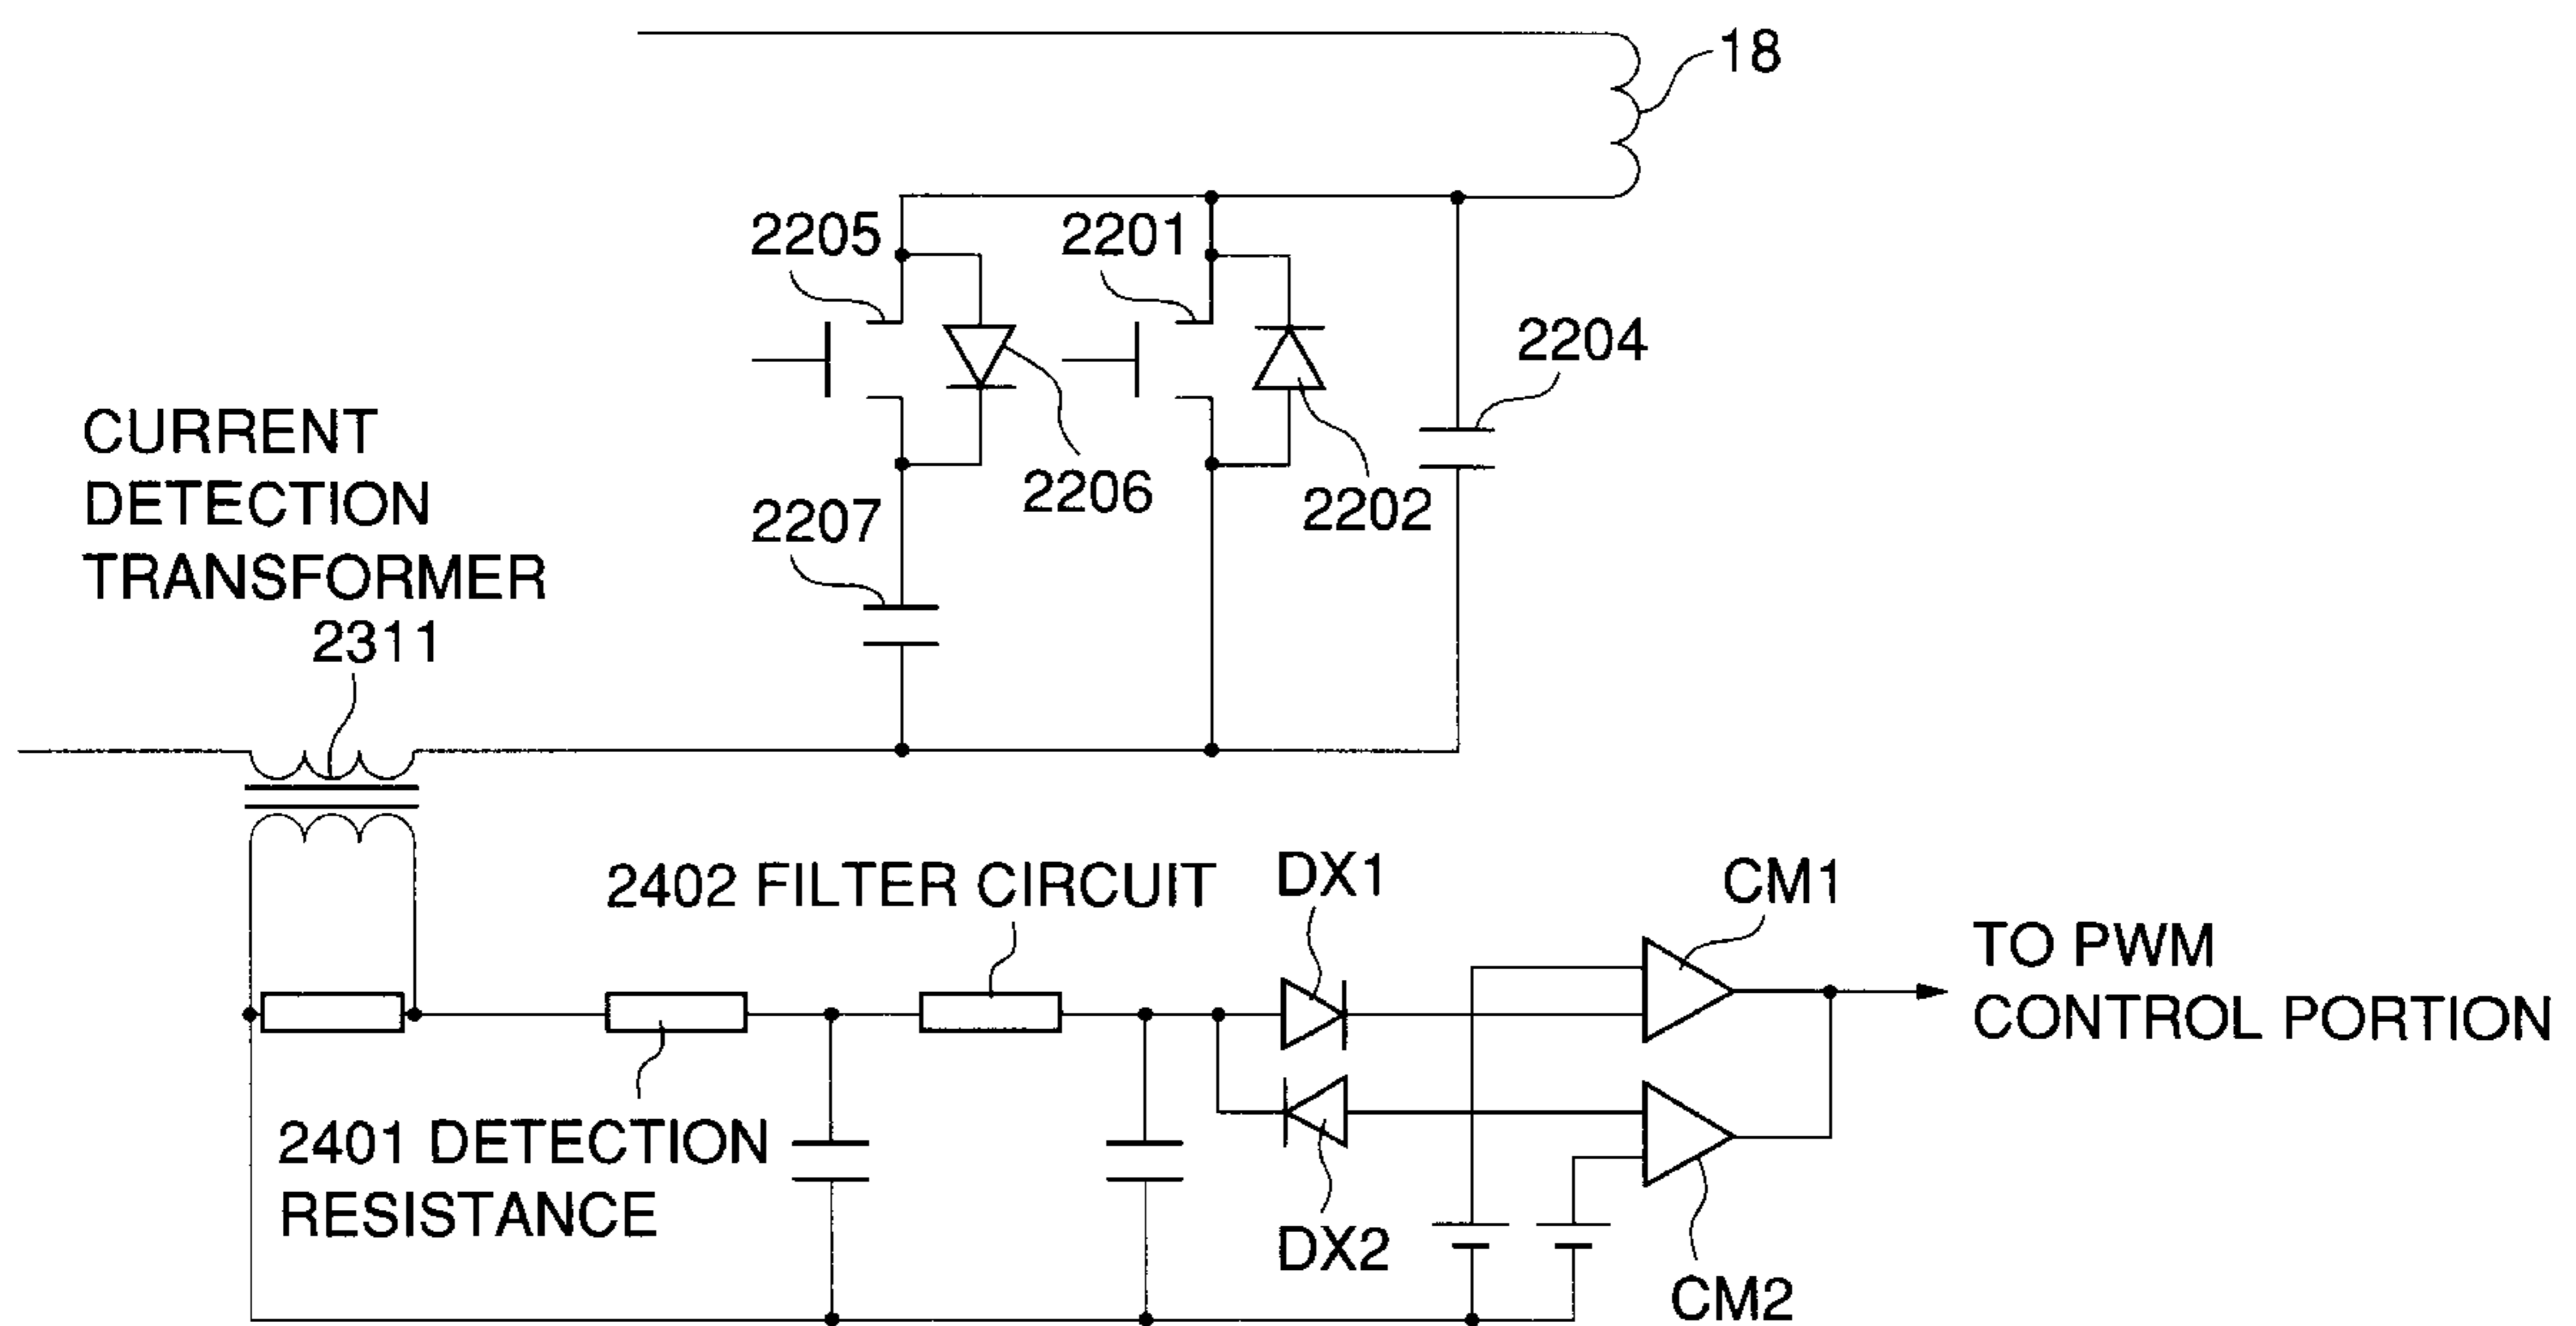 18
2205
2201
2204
CURRENT
DETECTION
TRANSFORMER
2311
2206
2202
2207
2402 FILTER CIRCUIT
DX1
CM1
TO PWM
CONTROL PORTION
2401 DETECTION
RESISTANCE
DX2
CM2